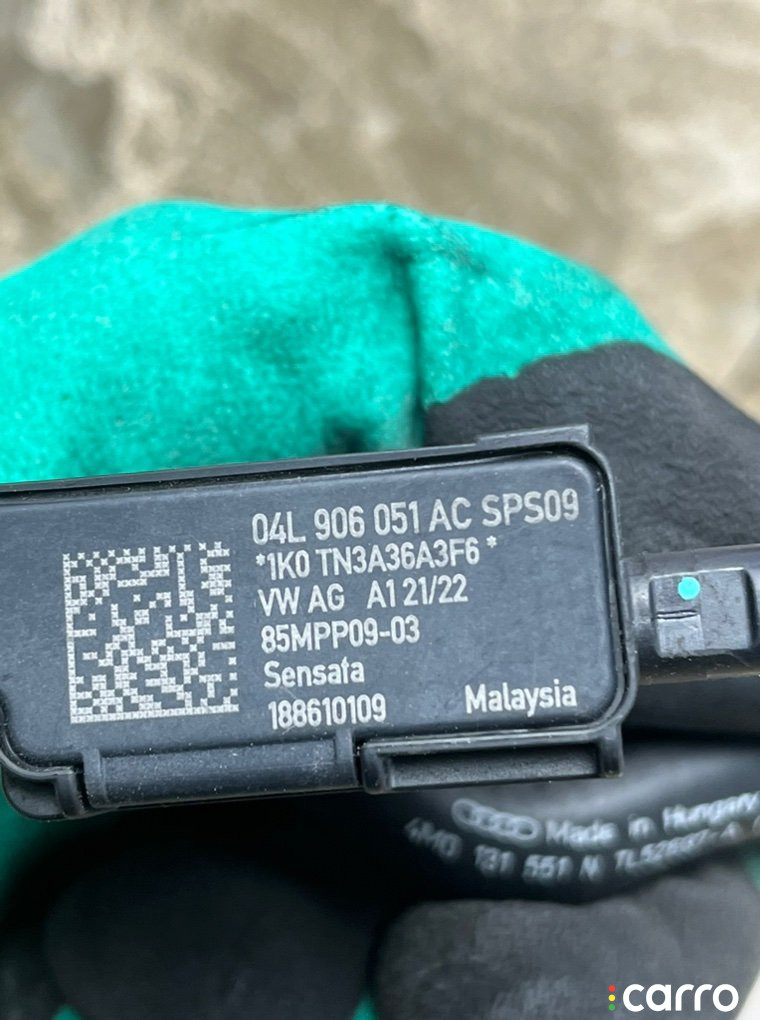 04L 906 051 AC SPS09
*1K0 TN3A36A3F6*
VW AG A1 21/22
85MPP09-03
Sensata
188610109 Malaysia
Made in Hungary
4M0 131 551 N
carro